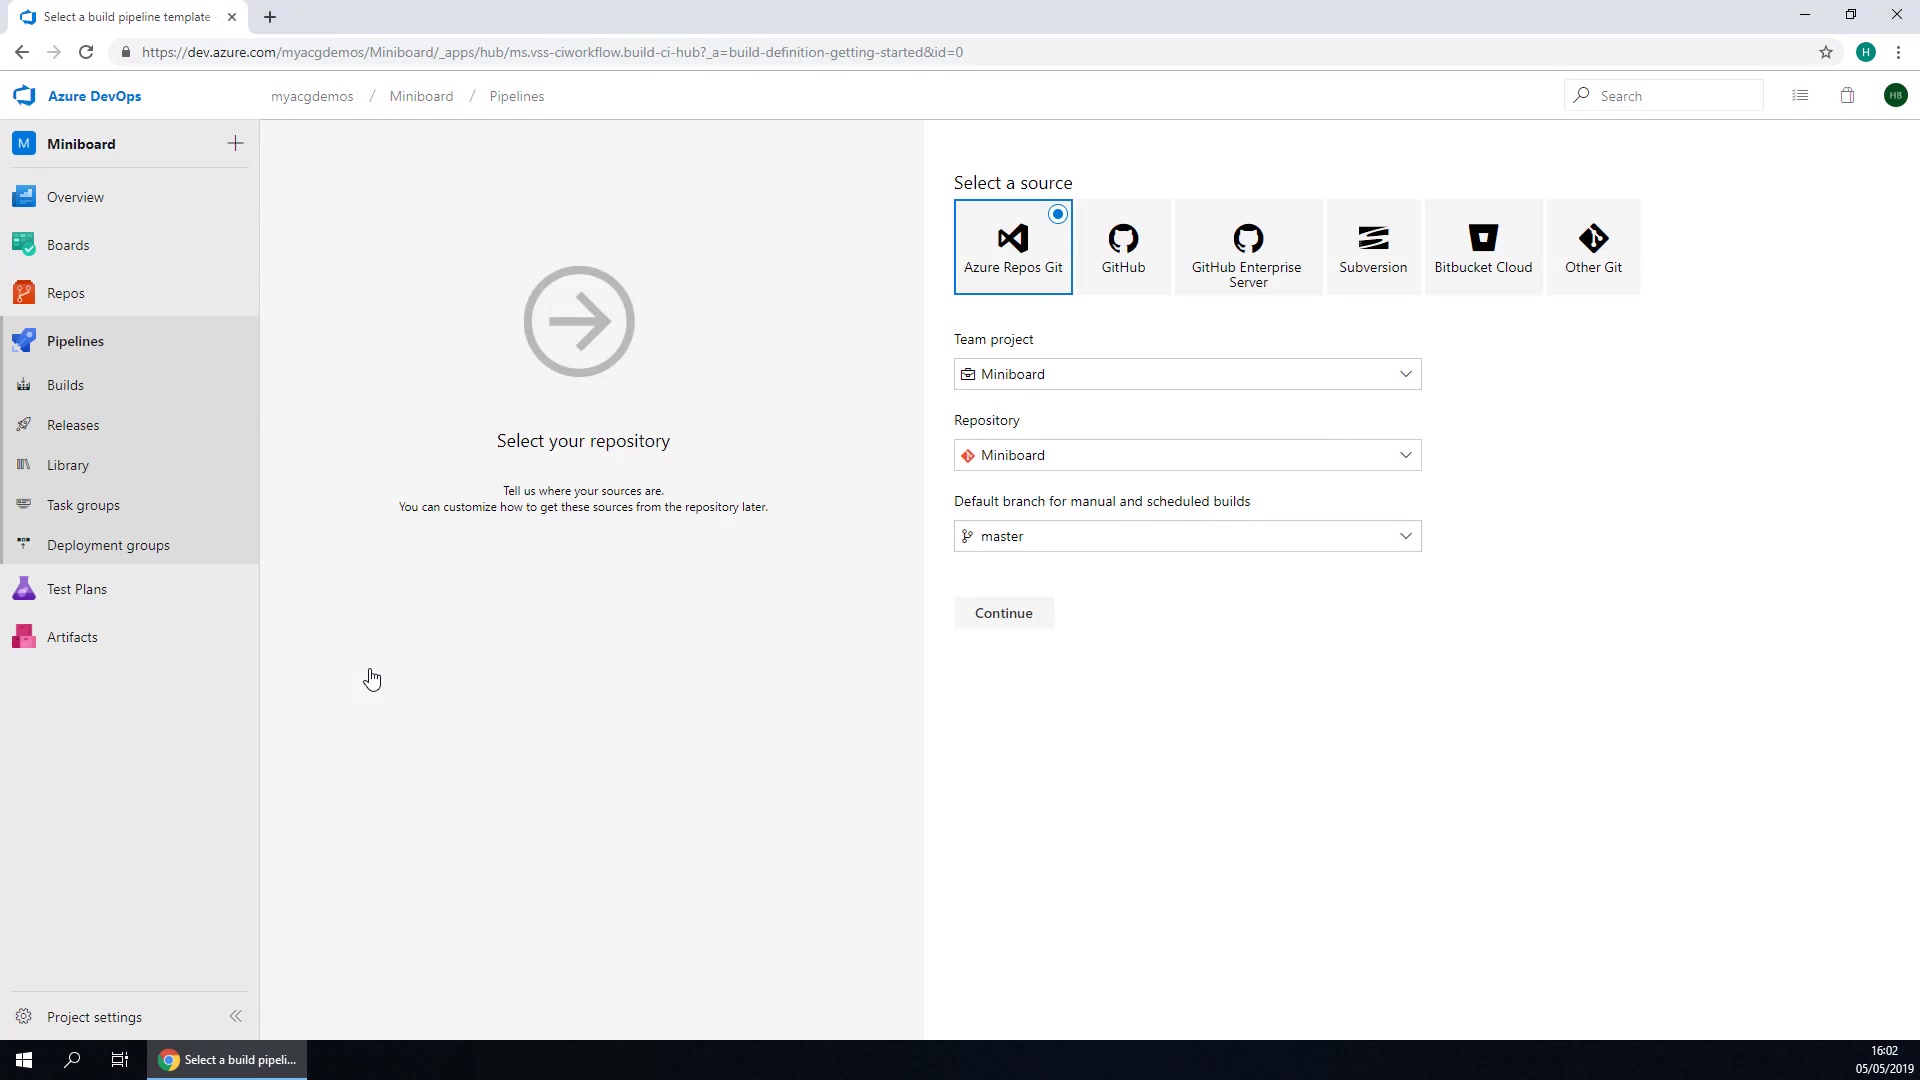 Select a build pipeline template -
https://dev.azure.com/myacgdemos/Miniboard/_apps/hub/ms.vss-ciworkflow.build-ci-hub?_a=build-definition-getting-started&id=0
H
Azure DevOps
myacgdemos / Miniboard / Pipelines
Search
HB
M Miniboard
Overview
Boards
Repos
Pipelines
Builds
Releases
Library
Task groups
Deployment groups
Test Plans
Artifacts
Project settings
Select your repository
Tell us where your sources are.
You can customize how to get these sources from the repository later.
Select a source
Azure Repos Git
GitHub
GitHub Enterprise
Server
Subversion
Bitbucket Cloud
Other Git
Team project
Miniboard
Repository
Miniboard
Default branch for manual and scheduled builds
master
Continue
Select a build pipeli...
16:02
05/05/2019